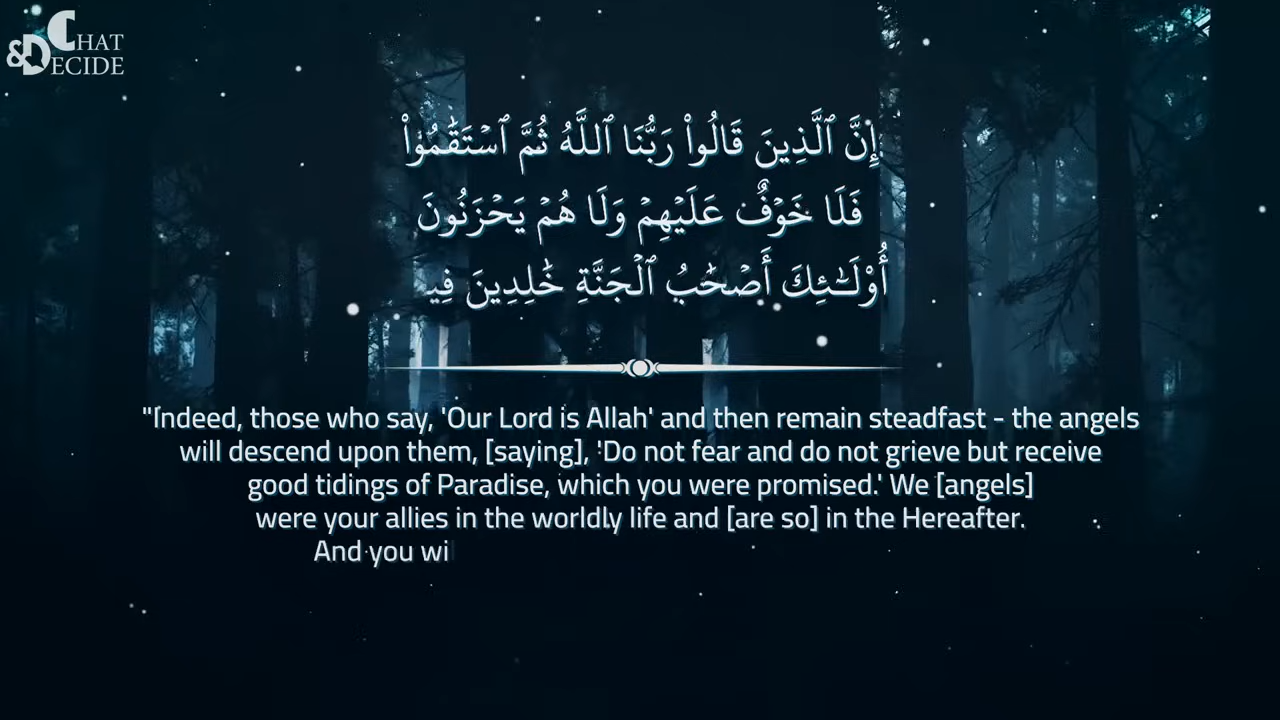 CHAT
& DECIDE
إِنَّ ٱلَّذِينَ قَالُوا۟ رَبُّنَا ٱللَّهُ ثُمَّ ٱسْتَقَـٰمُوا۟
فَلَا خَوْفٌ عَلَيْهِمْ وَلَا هُمْ يَحْزَنُونَ
أُو۟لَـٰٓئِكَ أَصْحَـٰبُ ٱلْجَنَّةِ خَـٰلِدِينَ فِيـ
"Indeed, those who say, 'Our Lord is Allah' and then remain steadfast - the angels
will descend upon them, [saying], 'Do not fear and do not grieve but receive
good tidings of Paradise, which you were promised.' We [angels]
were your allies in the worldly life and [are so] in the Hereafter.
And you wi